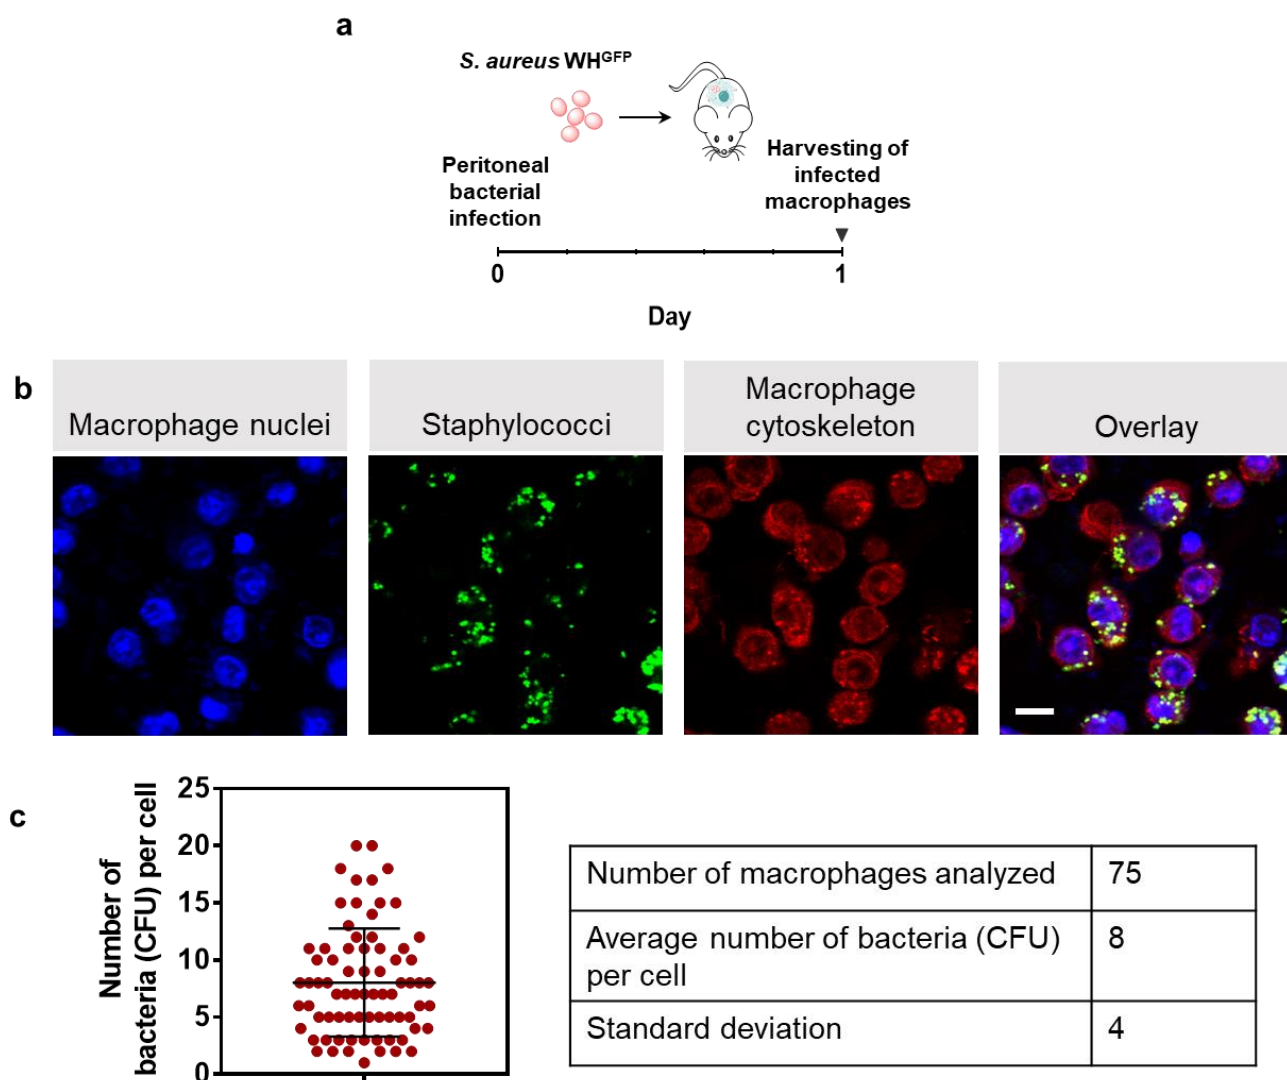 a
S. aureus WHGFP
Peritoneal
bacterial
infection
Harvesting of
infected
macrophages
0
1
Day
b
Macrophage nuclei
Staphylococci
Macrophage
cytoskeleton
Overlay
c
Number of
bacteria (CFU) per cell
25
20
15
10
5
0
Number of macrophages analyzed 75
Average number of bacteria (CFU) 8
per cell
Standard deviation 4